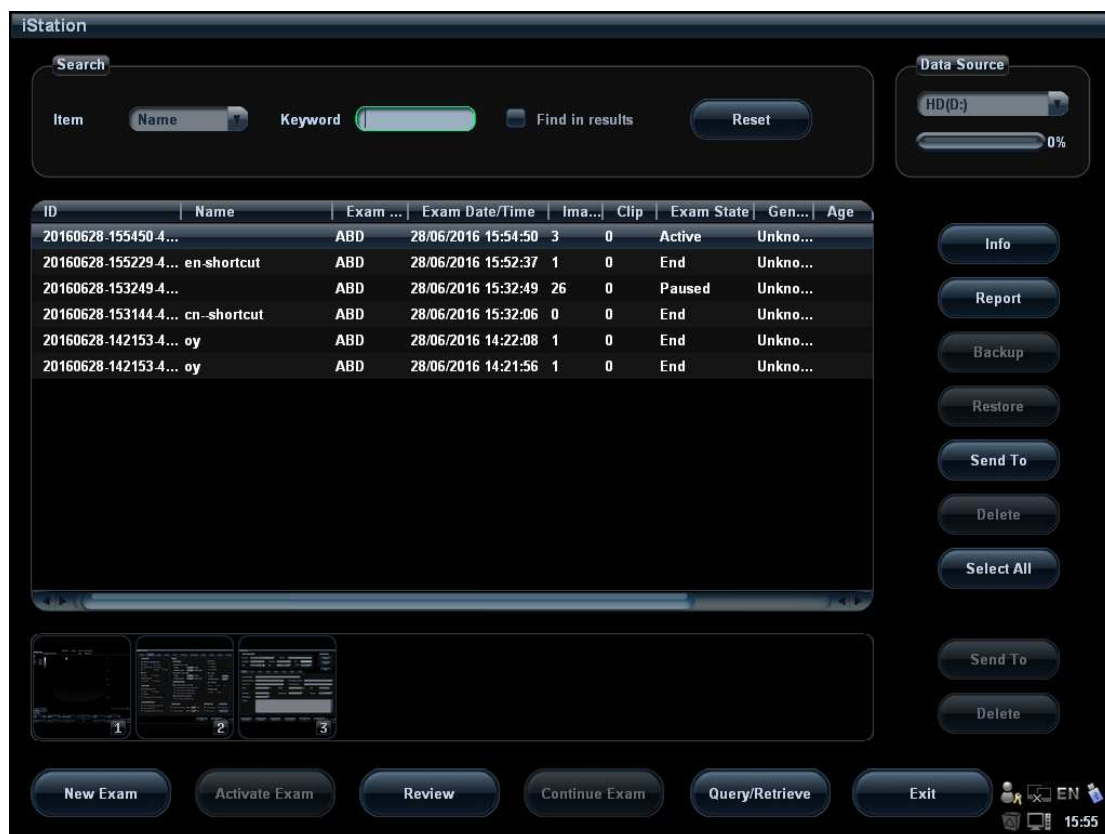 iStation
Search
Data Source
Item Name Keyword Find in results Reset
HD(D:)
0%
ID Name Exam ... Exam Date/Time Ima... Clip Exam State Gen... Age
20160628-155450-4... ABD 28/06/2016 15:54:50 3 0 Active Unkno...
20160628-155229-4... en-shortcut ABD 28/06/2016 15:52:37 1 0 End Unkno...
20160628-153249-4... ABD 28/06/2016 15:32:49 26 0 Paused Unkno...
20160628-153144-4... cn--shortcut ABD 28/06/2016 15:32:06 0 0 End Unkno...
20160628-142153-4... oy ABD 28/06/2016 14:22:08 1 0 End Unkno...
20160628-142153-4... oy ABD 28/06/2016 14:21:56 1 0 End Unkno...
Info
Report
Backup
Restore
Send To
Delete
Select All
1 2 3
Send To
Delete
New Exam Activate Exam Review Continue Exam Query/Retrieve Exit
EN
15:55